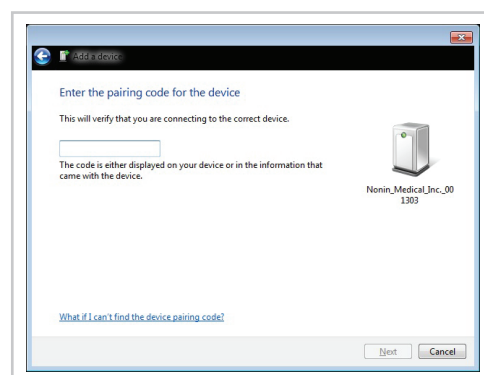 Add a device
Enter the pairing code for the device
This will verify that you are connecting to the correct device.
The code is either displayed on your device or in the information that
came with the device.
Nonin_Medical_Inc._00
1303
What if I can't find the device pairing code?
Next
Cancel